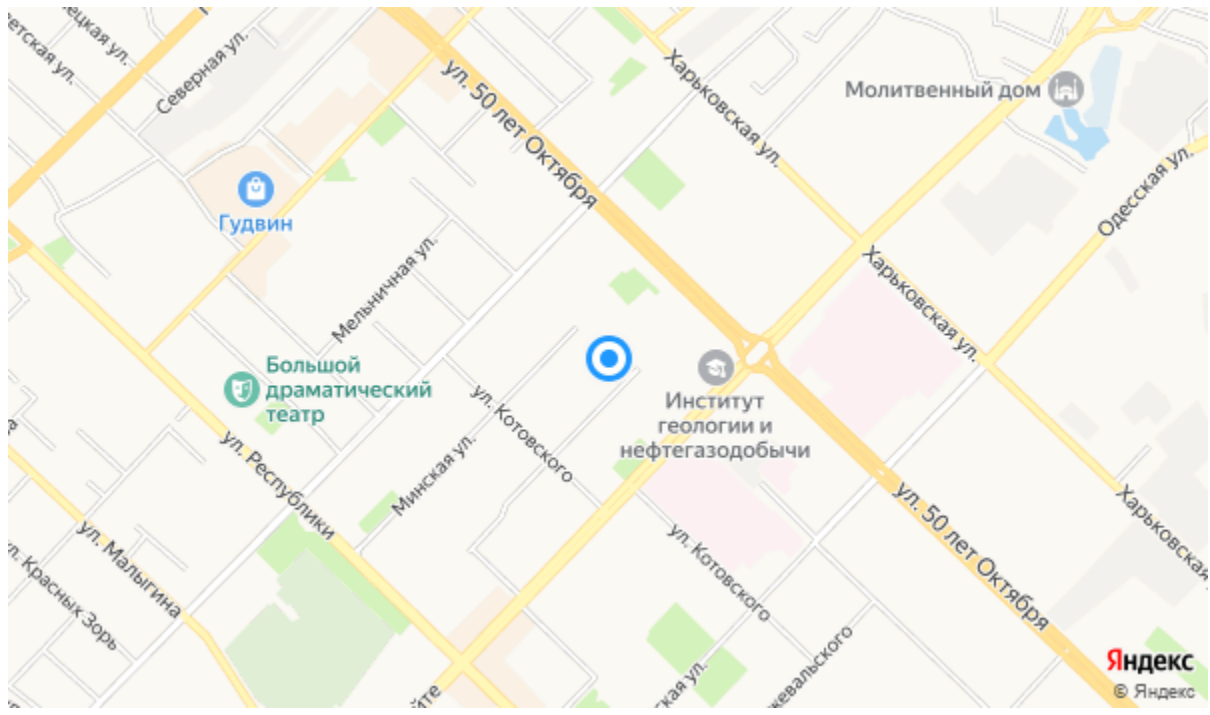 Северная ул.
ул. 50 лет Октября
Харьковская ул.
Молитвенный дом
Одесская ул.
Гудвин
Мельничная ул.
Харьковская ул.
Большой
драматический
театр
ул. Котовского
Институт
геологии и
нефтегазодобычи
Минская ул.
ул. Республики
ул. 50 лет Октября
Харьковская
ул. Малыгина
ул. Котовского
ул. Красных Зорь
Яндекс
© Яндекс